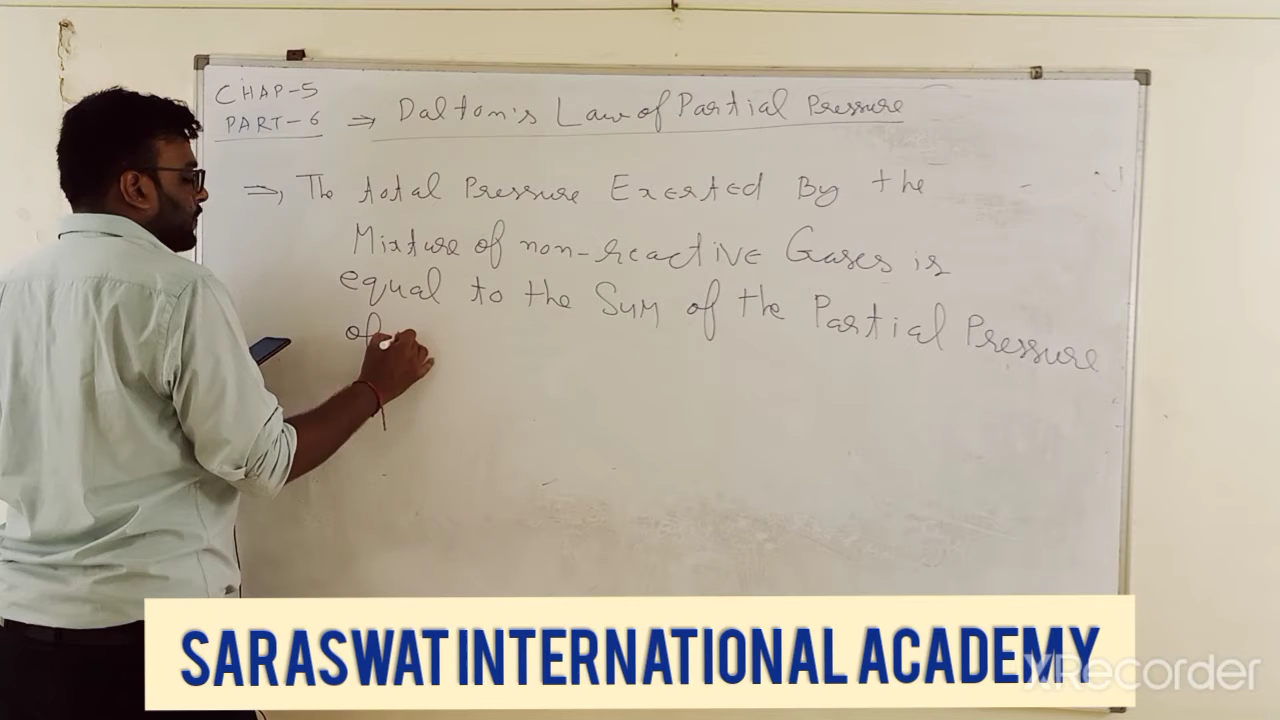 CHAP-5
PART-6 ⇒ Dalton's Law of Partial Pressure
⇒, The total Pressure Exerted By the
Mixture of non-reactive Gases is
equal to the Sum of the Partial Pressure
of
SARASWAT INTERNATIONAL ACADEMY
XRecorder